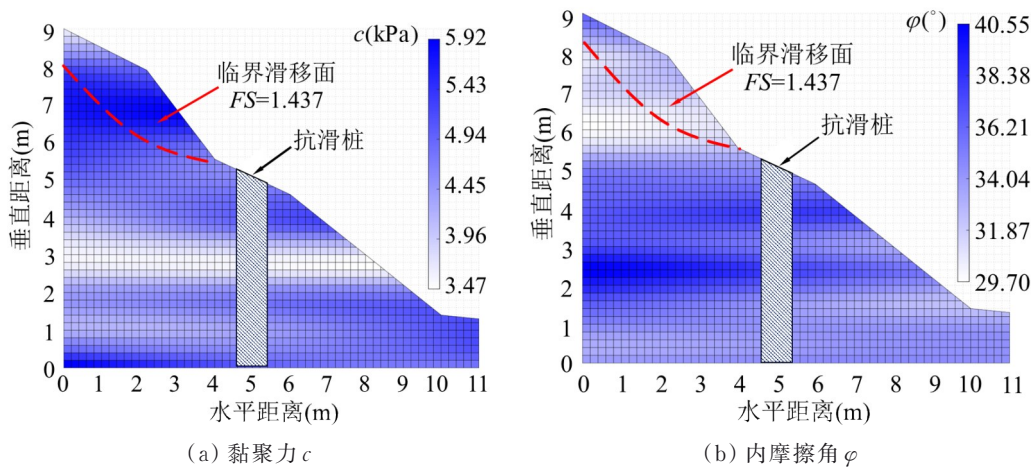 c(kPa)
5.92
5.43
4.94
4.45
3.96
3.47
临界滑移面
FS=1.437
抗滑桩
垂直距离(m)
9
8
7
6
5
4
3
2
1
0
0 1 2 3 4 5 6 7 8 9 10 11
水平距离(m)
(a) 黏聚力 c
φ(°)
40.55
38.38
36.21
34.04
31.87
29.70
临界滑移面
FS=1.437
抗滑桩
垂直距离(m)
9
8
7
6
5
4
3
2
1
0
0 1 2 3 4 5 6 7 8 9 10 11
水平距离(m)
(b) 内摩擦角 φ